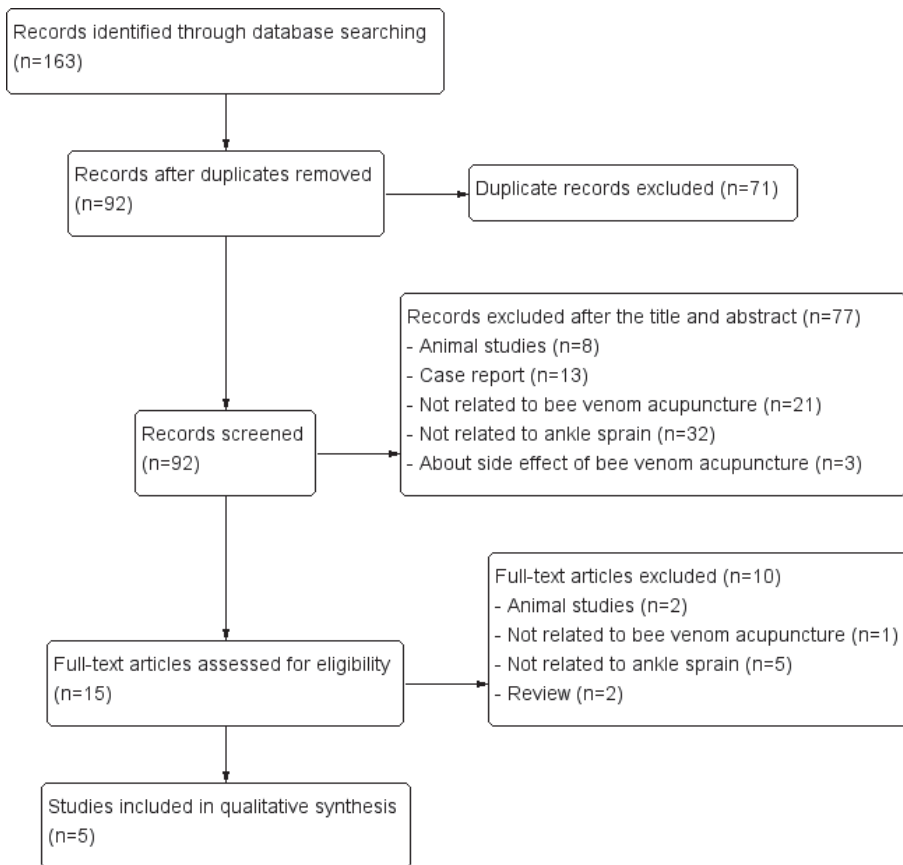 Records identified through database searching
(n=163)
Records after duplicates removed
(n=92)
Duplicate records excluded (n=71)
Records excluded after the title and abstract (n=77)
- Animal studies (n=8)
- Case report (n=13)
- Not related to bee venom acupuncture (n=21)
- Not related to ankle sprain (n=32)
- About side effect of bee venom acupuncture (n=3)
Records screened
(n=92)
Full-text articles excluded (n=10)
- Animal studies (n=2)
- Not related to bee venom acupuncture (n=1)
- Not related to ankle sprain (n=5)
- Review (n=2)
Full-text articles assessed for eligibility
(n=15)
Studies included in qualitative synthesis
(n=5)